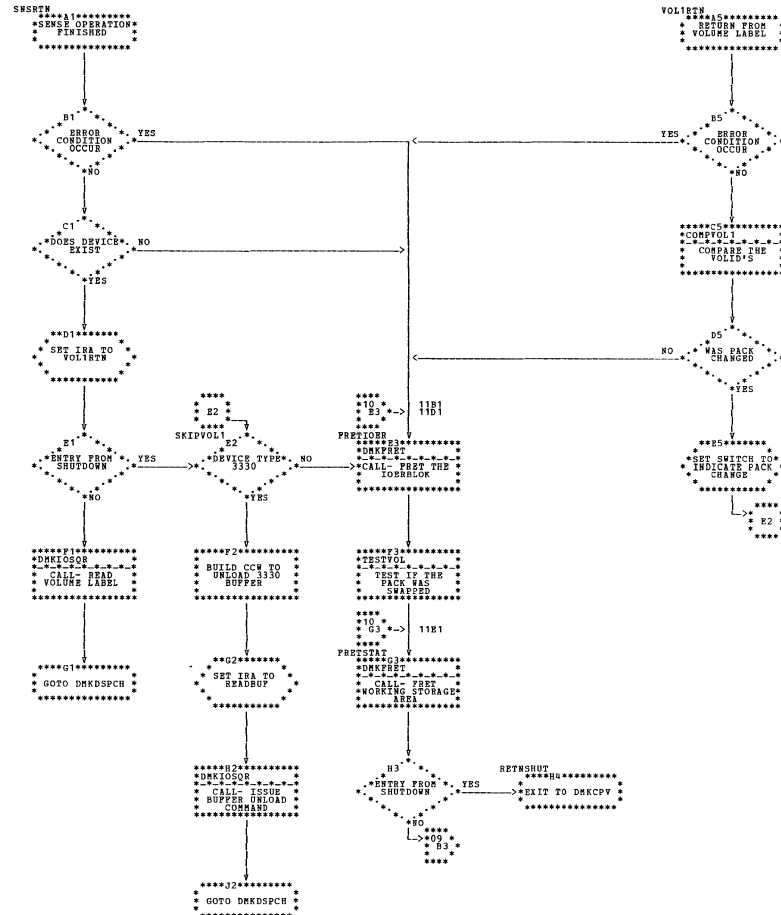 SNSRTN
A1
SENSE OPERATION
FINISHED
B1
ERROR
CONDITION
OCCUR
YES
NO
C1
DOES DEVICE
EXIST
NO
YES
D1
SET IRA TO
VOL1RTN
E1
ENTRY FROM
SHUTDOWN
YES
NO
F1
DMKIOSQR
CALL- READ
VOLUME LABEL
G1
GOTO DMKDSPCH
E2
SKIPVOL1
E2
DEVICE TYPE
3330
NO
YES
F2
BUILD CCW TO
UNLOAD 3330
BUFFER
G2
SET IRA TO
READBUF
H2
DMKIOSQR
CALL- ISSUE
BUFFER UNLOAD
COMMAND
J2
GOTO DMKDSPCH
10
E3
11B1
11D1
FRETIOER
E3
DMKFRET
CALL- FRET THE
IOERBLOK
F3
TESTVOL
TEST IF THE
PACK WAS
SWAPPED
10
G3
11E1
FRETSTAT
G3
DMKFRET
CALL- FRET
WORKING STORAGE
AREA
H3
ENTRY FROM
SHUTDOWN
YES
NO
09
B3
RETNSHUT
H4
EXIT TO DMKCPV
VOL1RTN
A5
RETURN FROM
VOLUME LABEL
B5
ERROR
CONDITION
OCCUR
YES
NO
C5
COMPVOL1
COMPARE THE
VOLID'S
D5
WAS PACK
CHANGED
NO
YES
E5
SET SWITCH TO
INDICATE PACK
CHANGE
E2